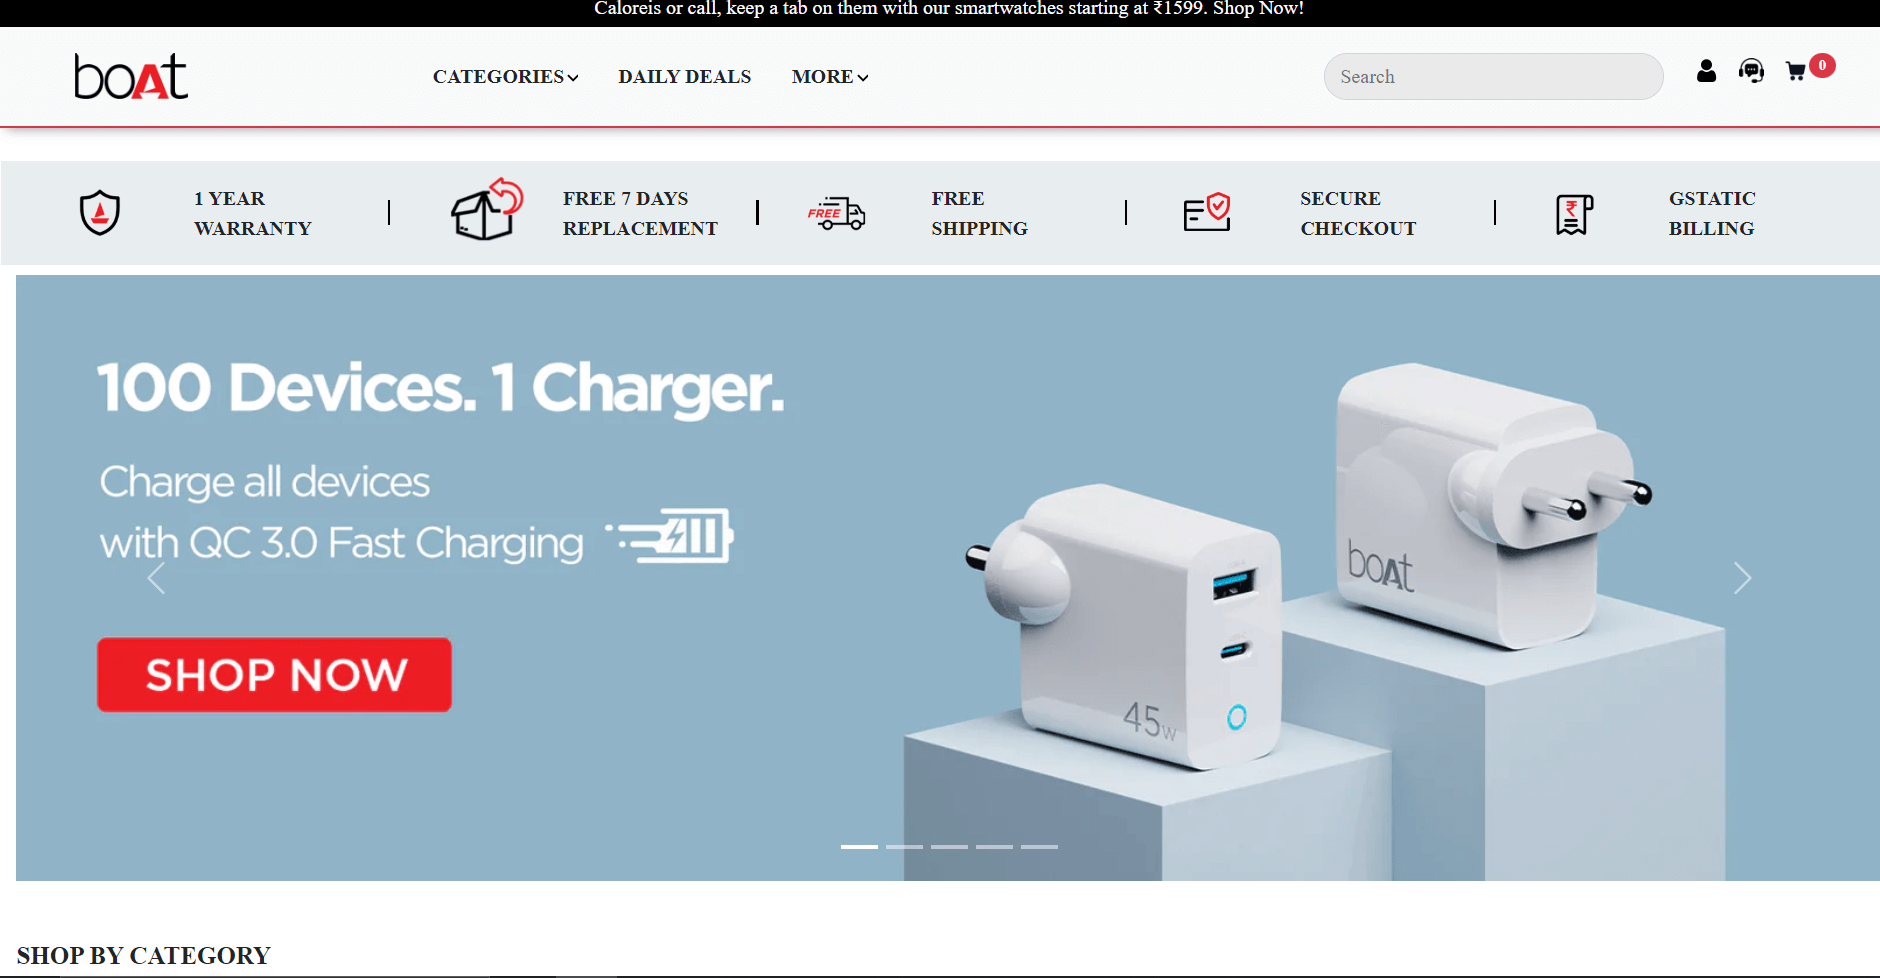 Caloreis or call, keep a tab on them with our smartwatches starting at ₹1599. Shop Now!
boAt
CATEGORIES
DAILY DEALS
MORE
Search
0
1 YEAR
WARRANTY
FREE 7 DAYS
REPLACEMENT
FREE
FREE
SHIPPING
SECURE
CHECKOUT
₹
GSTATIC
BILLING
100 Devices. 1 Charger.
Charge all devices
with QC 3.0 Fast Charging
SHOP NOW
boAt
45W
SHOP BY CATEGORY